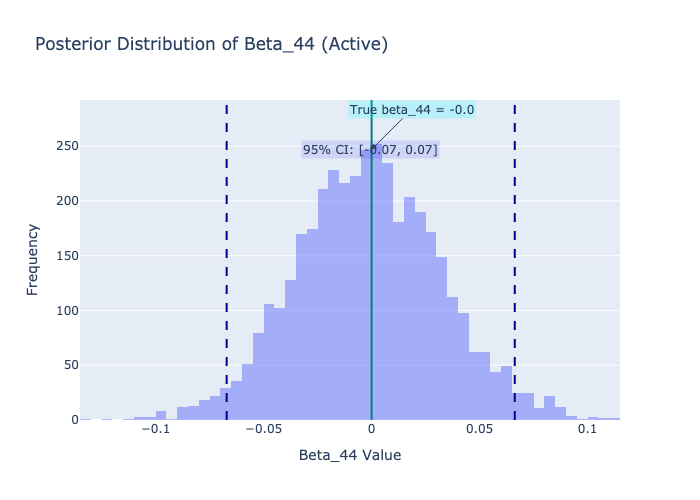 Posterior Distribution of Beta_44 (Active)
True beta_44 = -0.0
95% CI: [-0.07, 0.07]
250
200
150
100
50
0
Frequency
−0.1
−0.05
0
0.05
0.1
Beta_44 Value